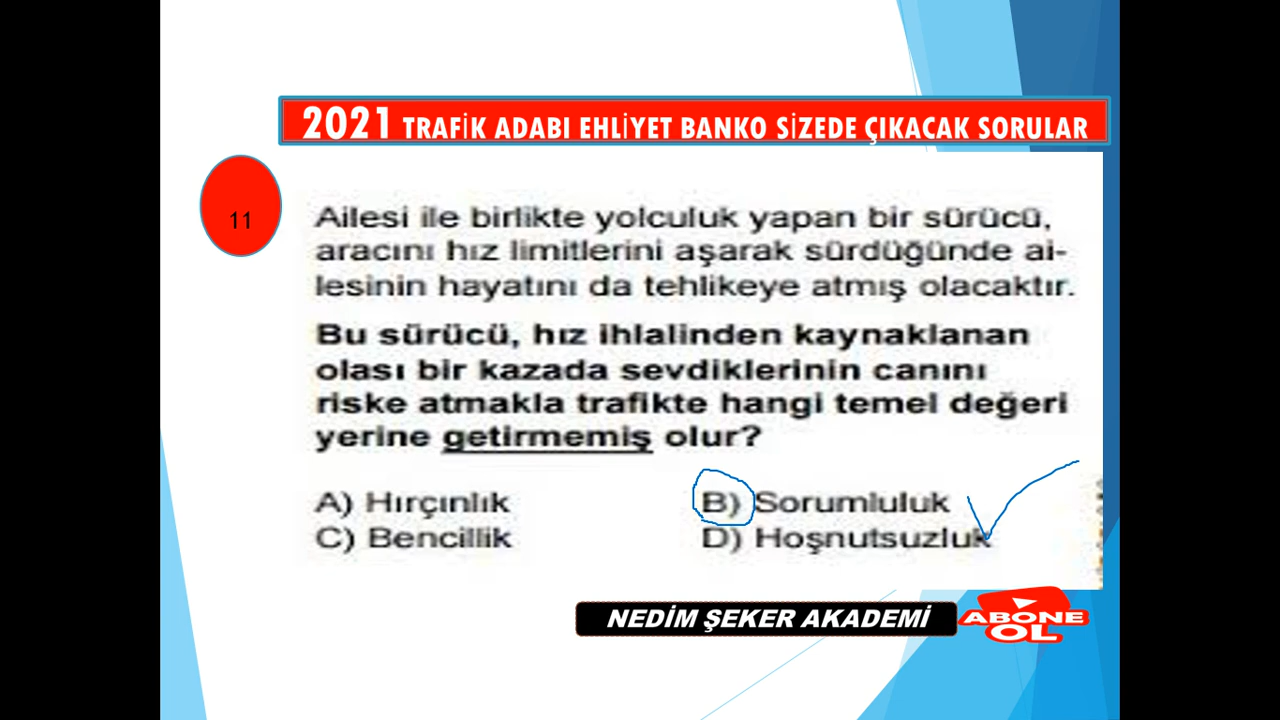 2021 TRAFİK ADABI EHLİYET BANKO SİZEDE ÇIKACAK SORULAR
11
Ailesi ile birlikte yolculuk yapan bir sürücü,
aracını hız limitlerini aşarak sürdüğünde ai-
lesinin hayatını da tehlikeye atmış olacaktır.
Bu sürücü, hız ihlalinden kaynaklanan
olası bir kazada sevdiklerinin canını
riske atmakla trafikte hangi temel değeri
yerine getirmemiş olur?
A) Hırçınlık B) Sorumluluk
C) Bencillik D) Hoşnutsuzluk
NEDİM ŞEKER AKADEMİ
ABONE
OL